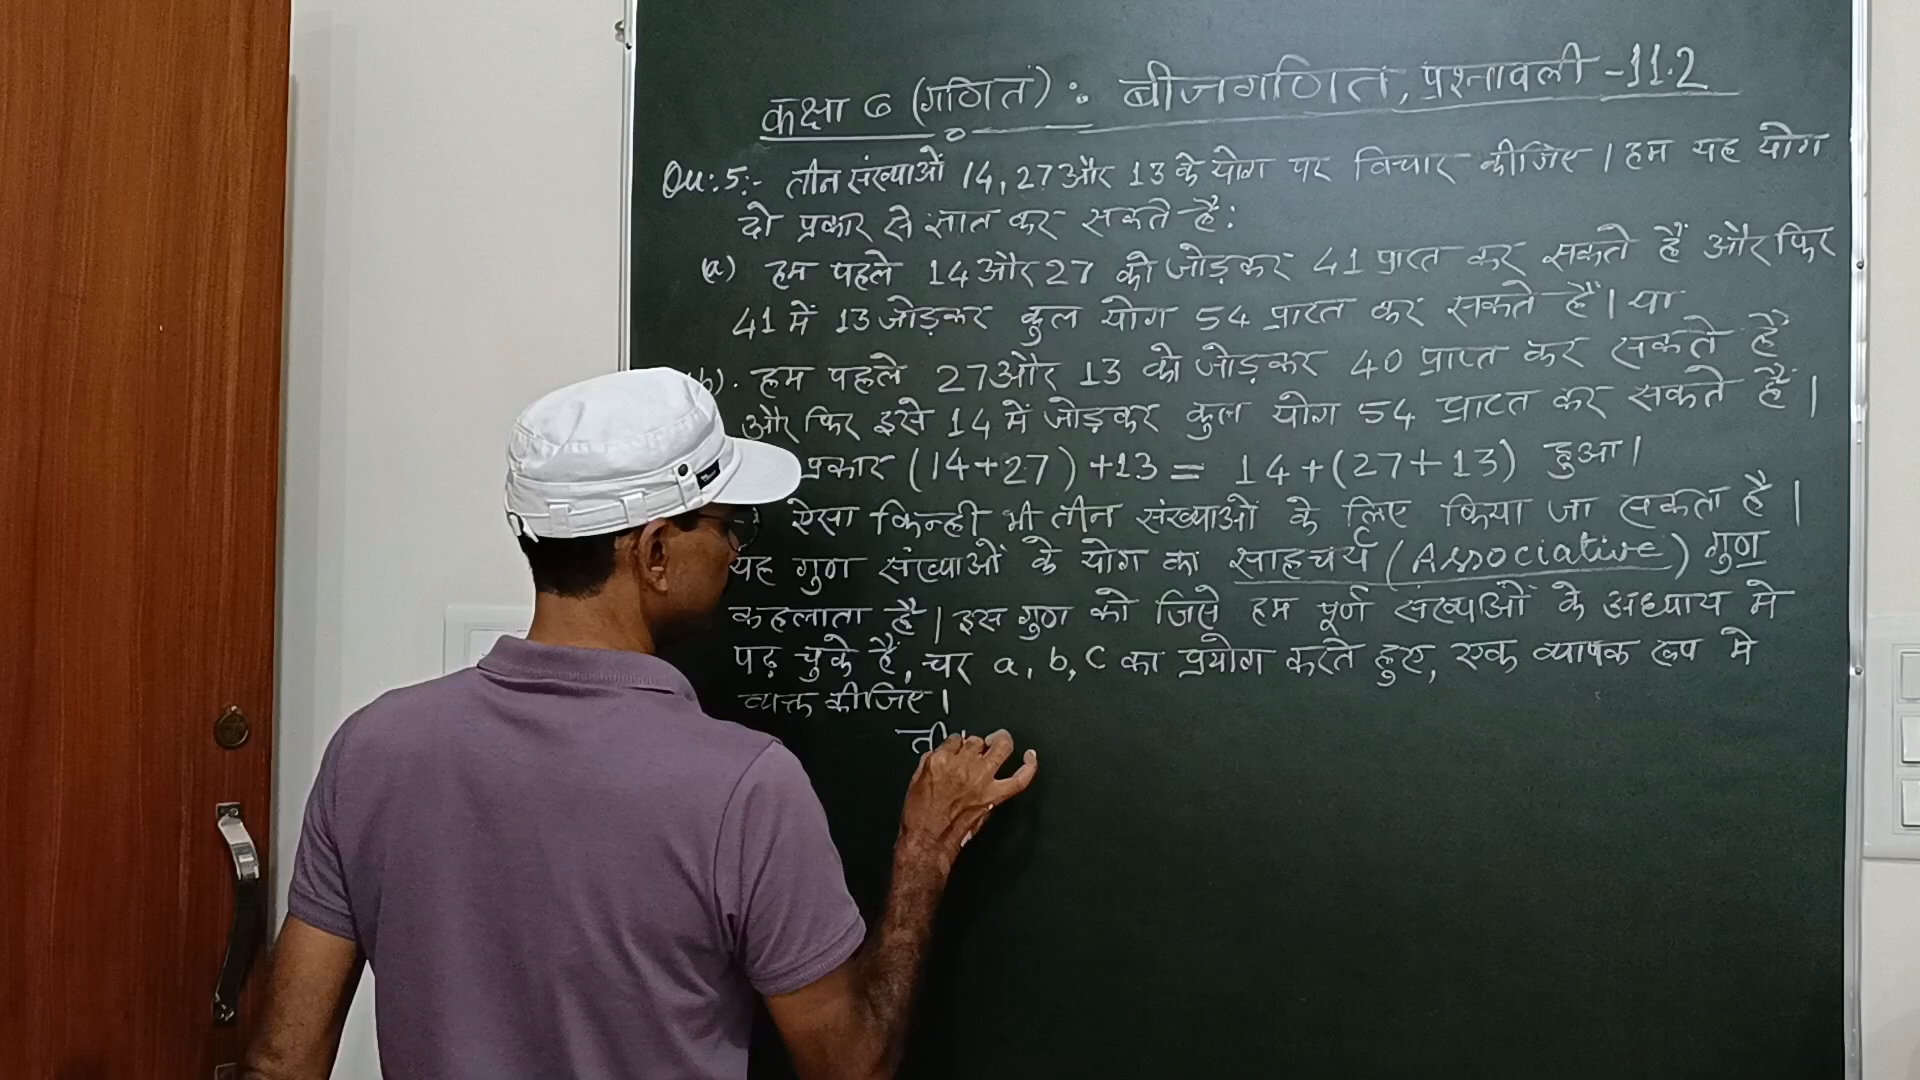 कक्षा 6 (गणित) : बीजगणित, प्रश्नावली -11.2
Qu:5:- तीन संख्याओं 14, 27 और 13 के योग पर विचार कीजिए। हम यह योग
दो प्रकार से ज्ञात कर सकते हैं:
(a) हम पहले 14 और 27 को जोड़कर 41 प्राप्त कर सकते हैं और फिर
41 में 13 जोड़कर कुल योग 54 प्राप्त कर सकते हैं। या
b). हम पहले 27 और 13 को जोड़कर 40 प्राप्त कर सकते हैं
और फिर इसे 14 में जोड़कर कुल योग 54 प्राप्त कर सकते हैं।
प्रकार (14+27) +13 = 14+(27+13) हुआ।
ऐसा किन्ही भी तीन संख्याओं के लिए किया जा सकता है।
यह गुण संख्याओं के योग का साहचर्य (Associative) गुण
कहलाता है। इस गुण को जिसे हम पूर्ण संख्यओं के अध्याय मे
पढ़ चुके हैं, चर a, b, c का प्रयोग करते हुए, एक व्यापक रूप मे
व्यक्त कीजिए।
ती